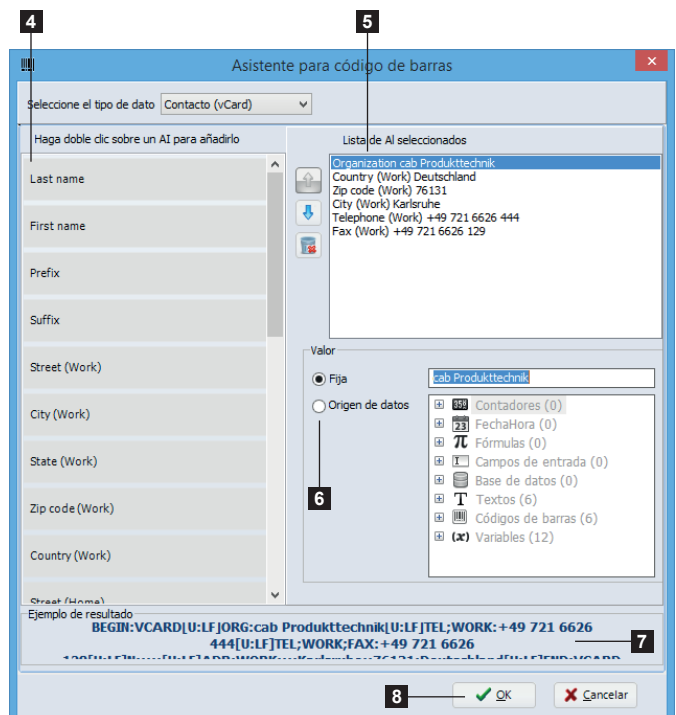 4
5
Asistente para código de barras
Seleccione el tipo de dato Contacto (vCard)
Haga doble clic sobre un AI para añadirlo
Lista de AI seleccionados
Last name
First name
Prefix
Suffix
Street (Work)
City (Work)
State (Work)
Zip code (Work)
Country (Work)
Street (Home)
Organization cab Produkttechnik
Country (Work) Deutschland
Zip code (Work) 76131
City (Work) Karlsruhe
Telephone (Work) +49 721 6626 444
Fax (Work) +49 721 6626 129
Valor
Fija
cab Produkttechnik
Origen de datos
Contadores (0)
FechaHora (0)
Fórmulas (0)
Campos de entrada (0)
Base de datos (0)
Textos (6)
Códigos de barras (6)
Variables (12)
6
Ejemplo de resultado
BEGIN:VCARD[U:LF]ORG:cab Produkttechnik[U:LF]TEL;WORK:+49 721 6626
444[U:LF]TEL;WORK;FAX:+49 721 6626
7
8
OK
Cancelar